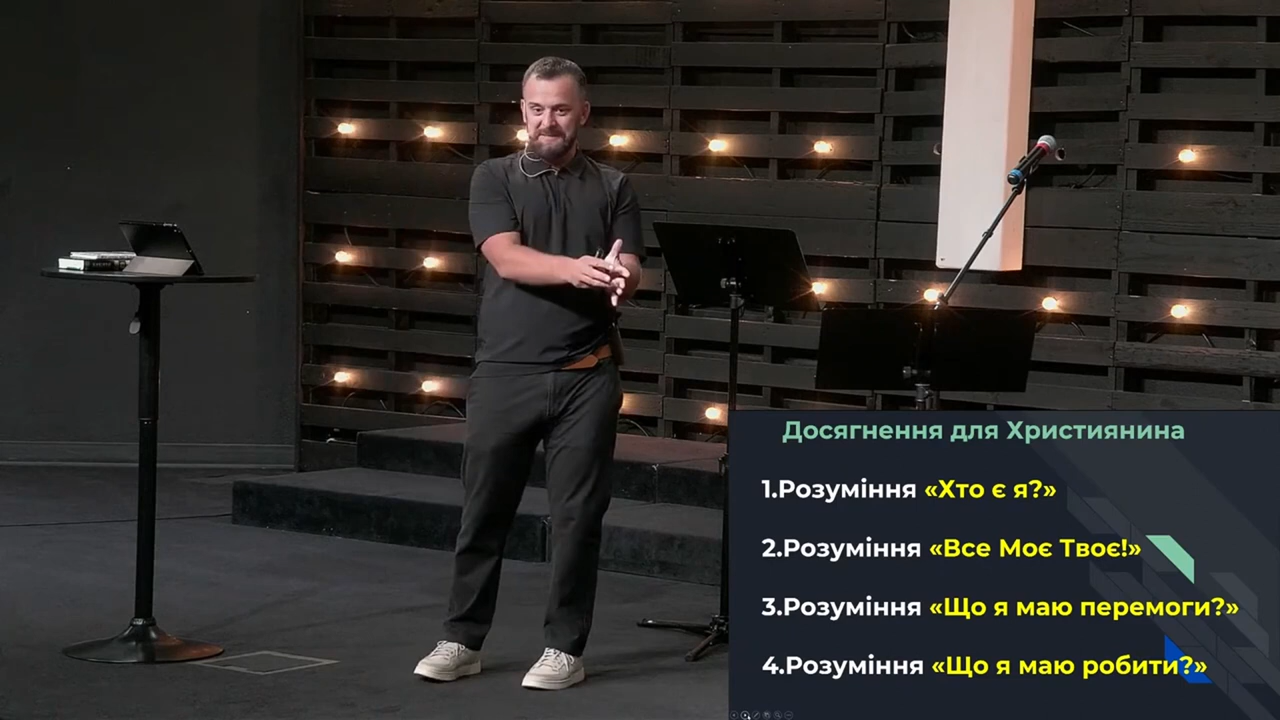 Досягнення для Християнина
1.Розуміння «Хто є я?»
2.Розуміння «Все Моє Твоє!»
3.Розуміння «Що я маю перемоги?»
4.Розуміння «Що я маю робити?»